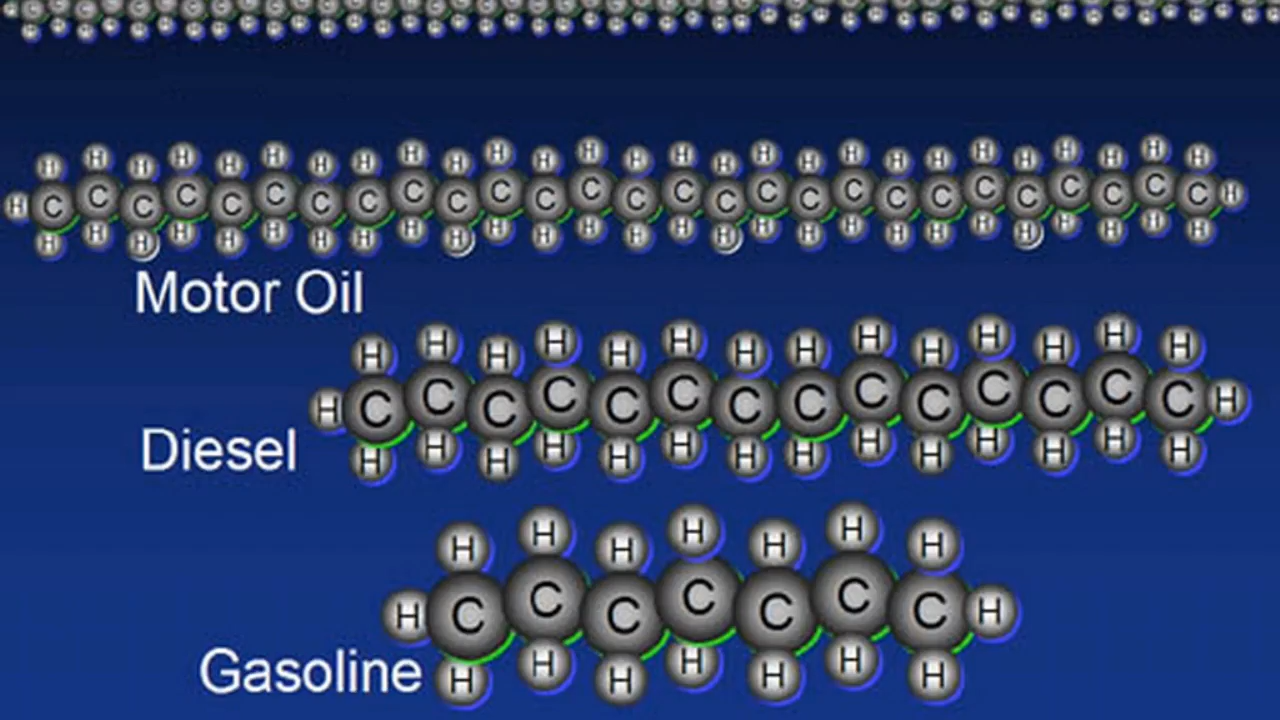 H H H H H H H H H H H H H H H H H H H H H H H H H H H
H C C C C C C C C C C C C C C C C C C C C C C C C C C C H
H H H H H H H H H H H H H H H H H H H H H H H H H H H
Motor Oil
H H H H H H H H H H H H H H
H C C C C C C C C C C C C C C H
Diesel
H H H H H H H H H H H H H H
H H H H H H H
H C C C C C C C H
Gasoline
H H H H H H H